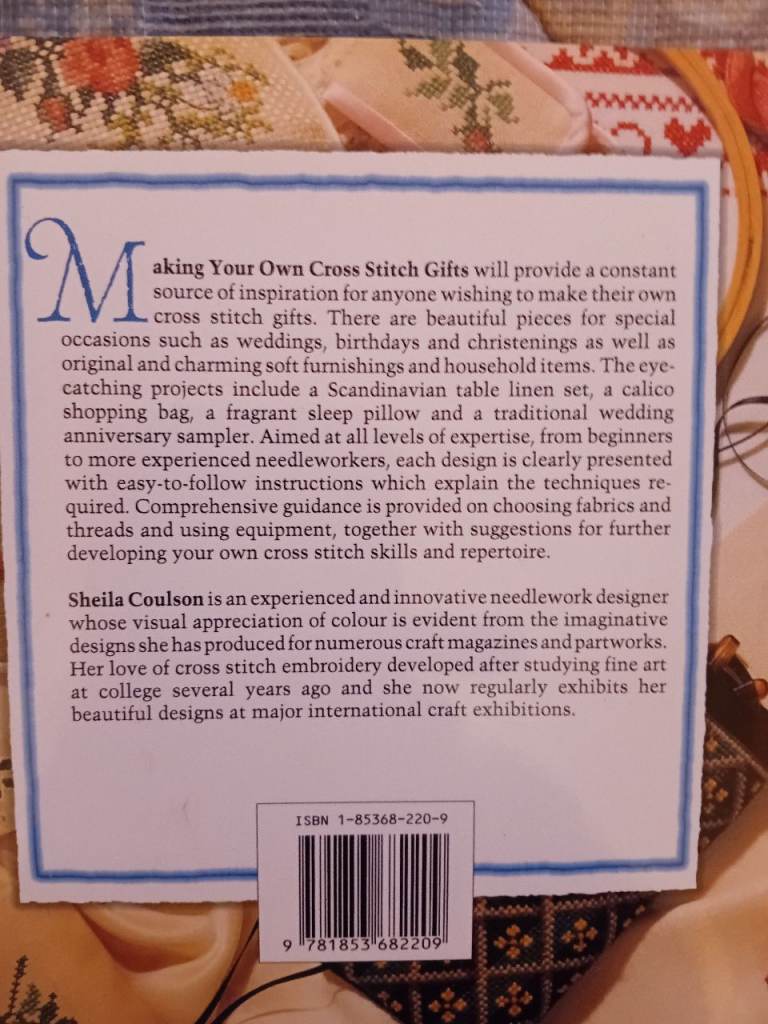 Making Your Own Cross Stitch Gifts will provide a constant
source of inspiration for anyone wishing to make their own
cross stitch gifts. There are beautiful pieces for special
occasions such as weddings, birthdays and christenings as well as
original and charming soft furnishings and household items. The eye-
catching projects include a Scandinavian table linen set, a calico
shopping bag, a fragrant sleep pillow and a traditional wedding
anniversary sampler. Aimed at all levels of expertise, from beginners
to more experienced needleworkers, each design is clearly presented
with easy-to-follow instructions which explain the techniques re-
quired. Comprehensive guidance is provided on choosing fabrics and
threads and using equipment, together with suggestions for further
developing your own cross stitch skills and repertoire.
Sheila Coulson is an experienced and innovative needlework designer
whose visual appreciation of colour is evident from the imaginative
designs she has produced for numerous craft magazines and partworks.
Her love of cross stitch embroidery developed after studying fine art
at college several years ago and she now regularly exhibits her
beautiful designs at major international craft exhibitions.
ISBN 1-85368-220-9
9 781853 682209